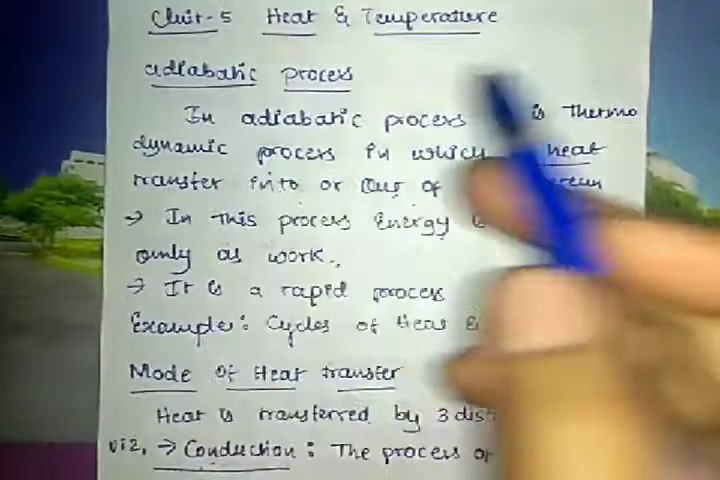 Unit-5 Heat & Temperature
adiabatic process
In adiabatic process is Thermo
dynamic process in which heat
transfer into or out of
→ In this process Energy
only as work.
→ It is a rapid process
Example: Cycles of Heat
Mode of Heat transfer
Heat is transferred by 3
viz, → Conduction: The process